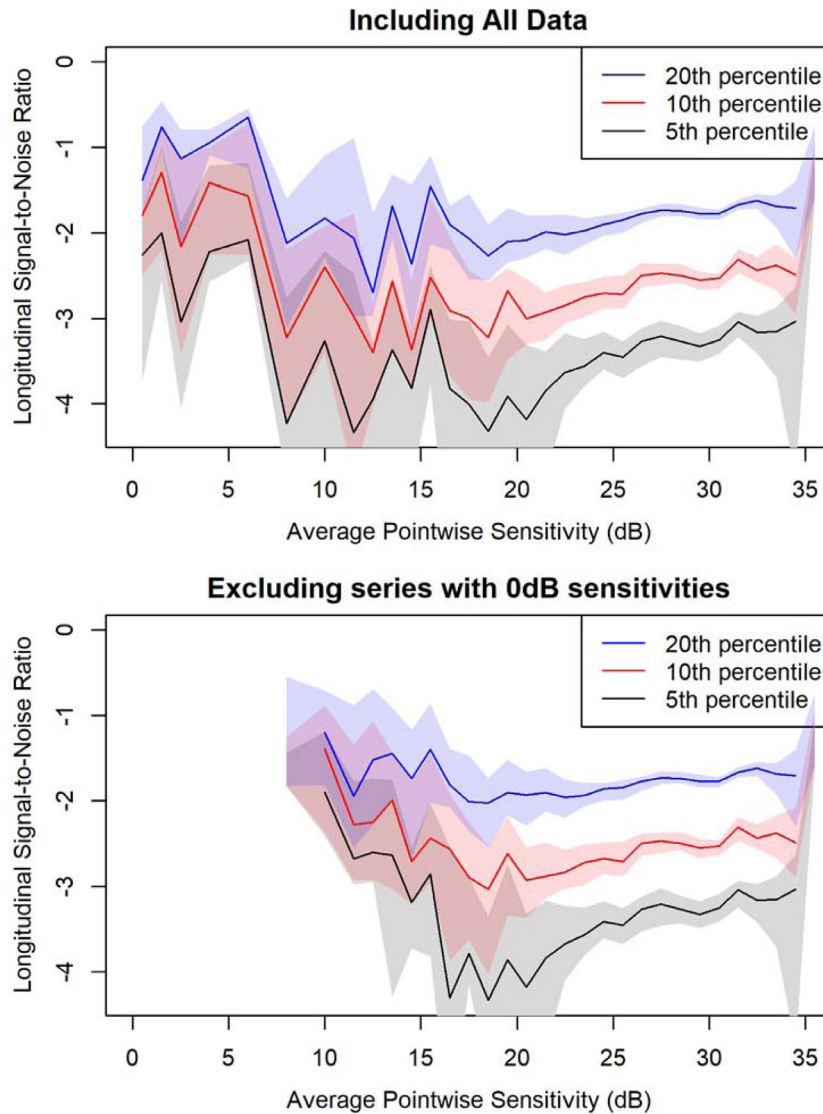 Including All Data
Longitudinal Signal-to-Noise Ratio
0
-1
-2
-3
-4
20th percentile
10th percentile
5th percentile
0 5 10 15 20 25 30 35
Average Pointwise Sensitivity (dB)
Excluding series with 0dB sensitivities
Longitudinal Signal-to-Noise Ratio
0
-1
-2
-3
-4
20th percentile
10th percentile
5th percentile
0 5 10 15 20 25 30 35
Average Pointwise Sensitivity (dB)